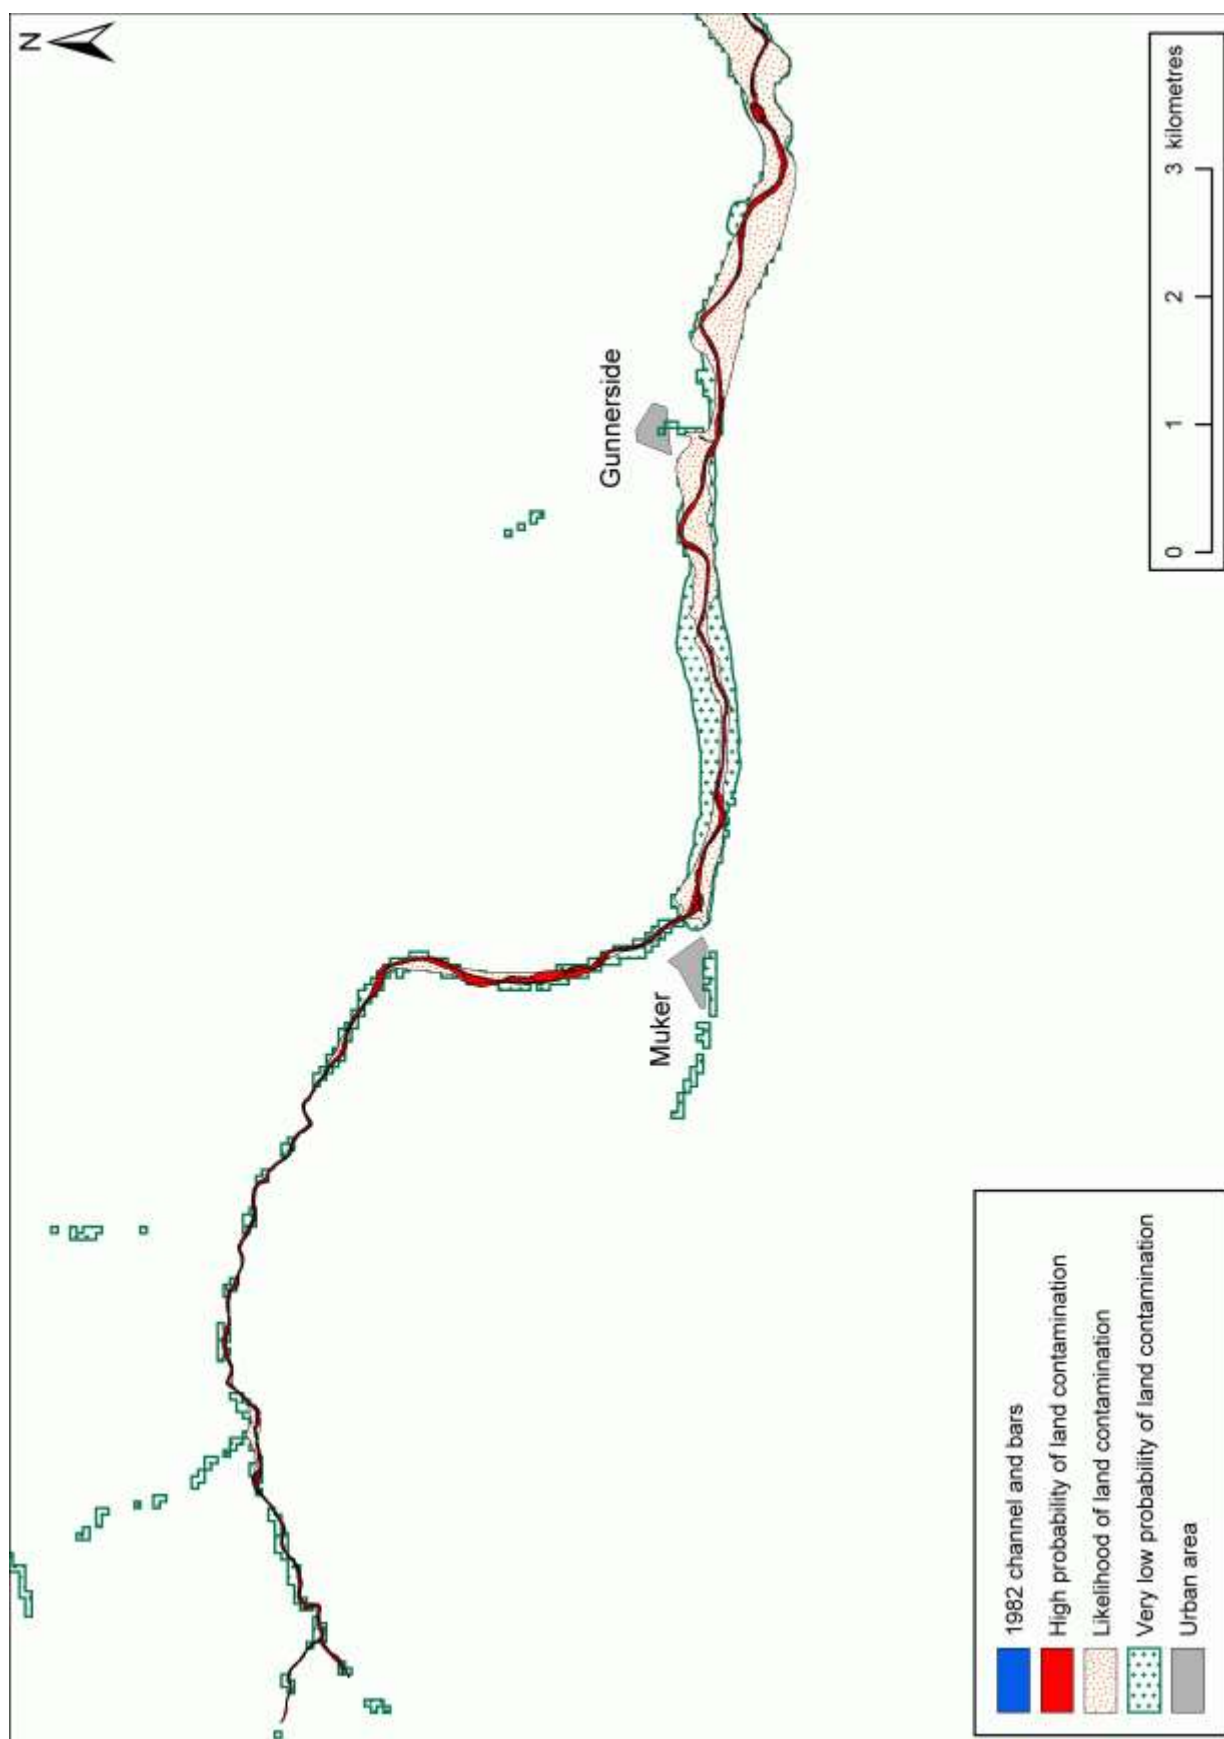 N
Gunnerside
Muker
0 1 2 3 kilometres
1982 channel and bars
High probability of land contamination
Likelihood of land contamination
Very low probability of land contamination
Urban area